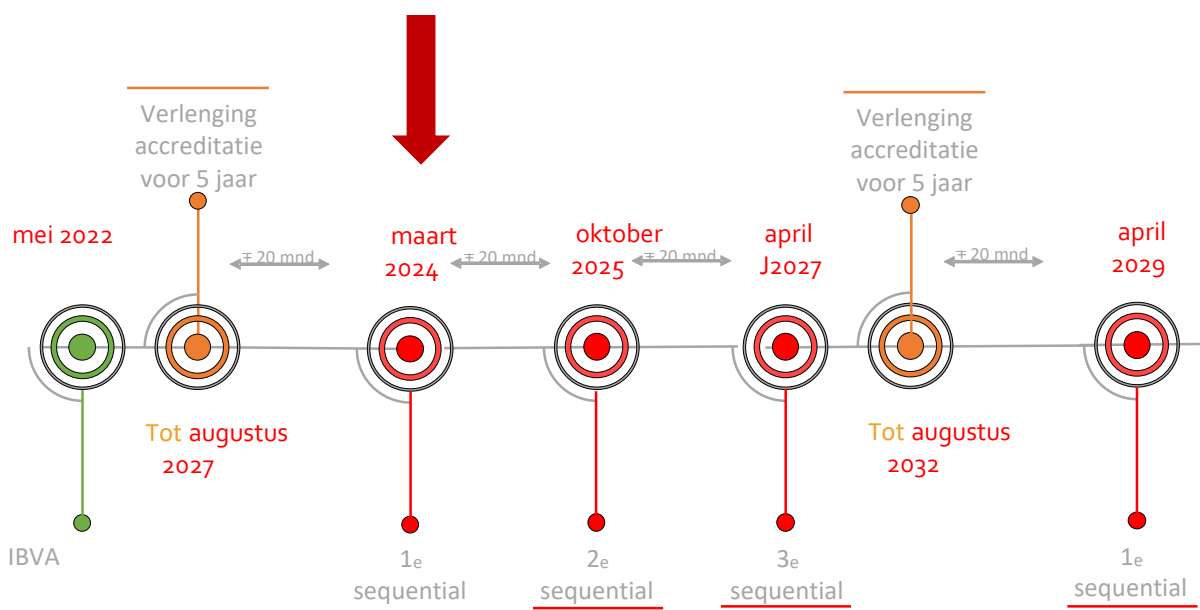 Verlenging
accreditatie
voor 5 jaar
Verlenging
accreditatie
voor 5 jaar
mei 2022
∓ 20 mnd
maart
2024
∓ 20 mnd
oktober
2025
∓ 20 mnd
april
J2027
∓ 20 mnd
april
2029
Tot augustus
2027
Tot augustus
2032
IBVA
1e
sequential
2e
sequential
3e
sequential
1e
sequential